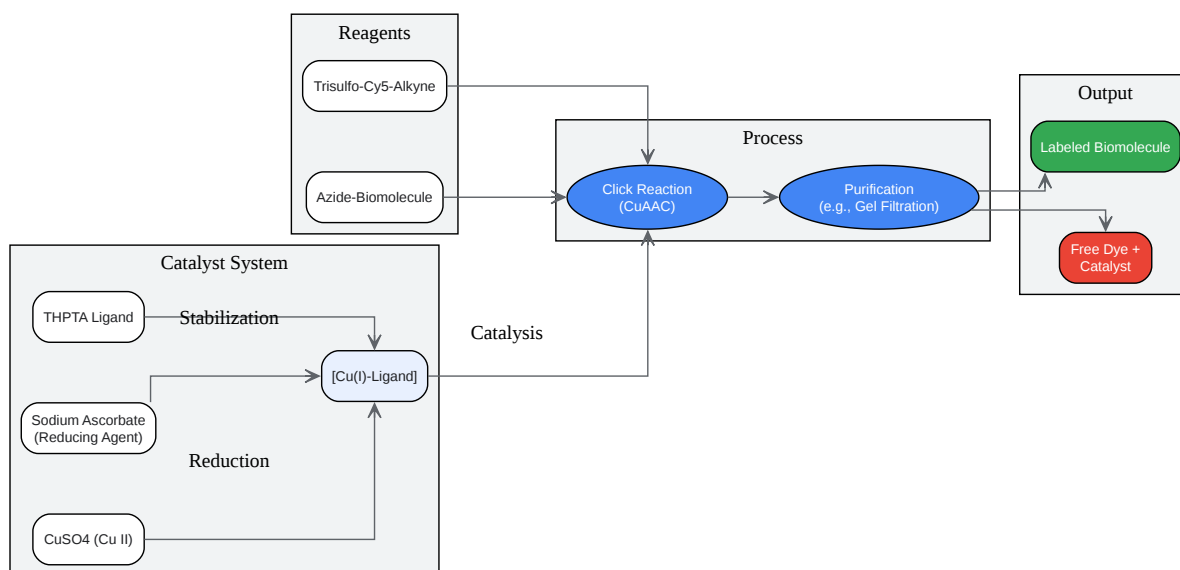 Reagents
Trisulfo-Cy5-Alkyne
Azide-Biomolecule
Process
Click Reaction
(CuAAC)
Purification
(e.g., Gel Filtration)
Output
Labeled Biomolecule
Free Dye +
Catalyst
Catalyst System
THPTA Ligand
Stabilization
[Cu(I)-Ligand]
Catalysis
Sodium Ascorbate
(Reducing Agent)
Reduction
CuSO4 (Cu II)